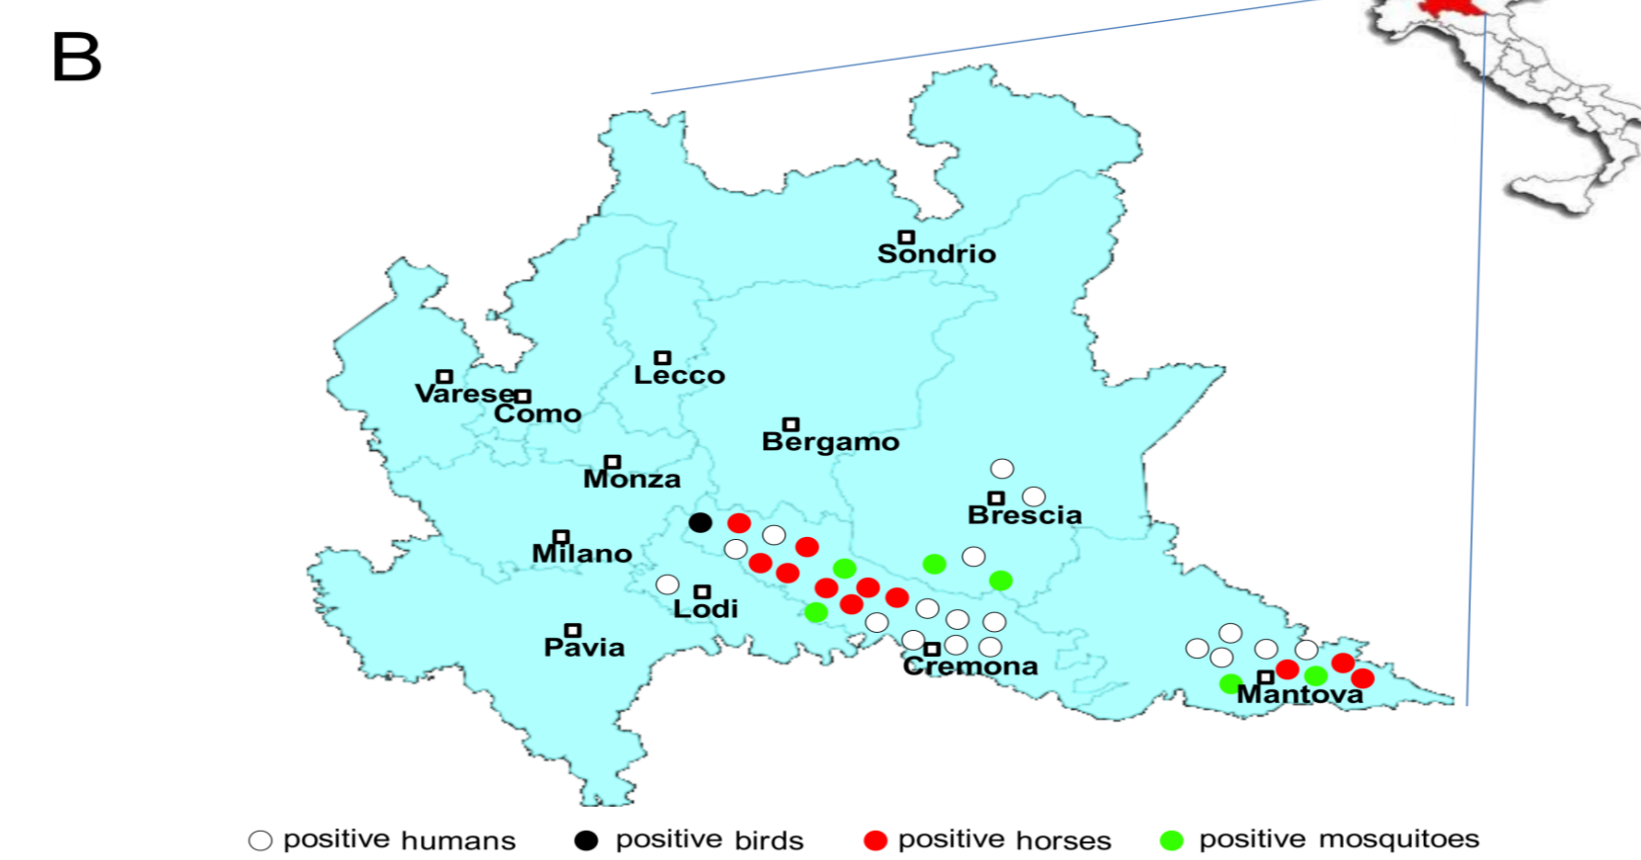 B
Sondrio
Lecco
Varese
Como
Bergamo
Monza
Brescia
Milano
Lodi
Pavia
Cremona
Mantova
positive humans positive birds positive horses positive mosquitoes